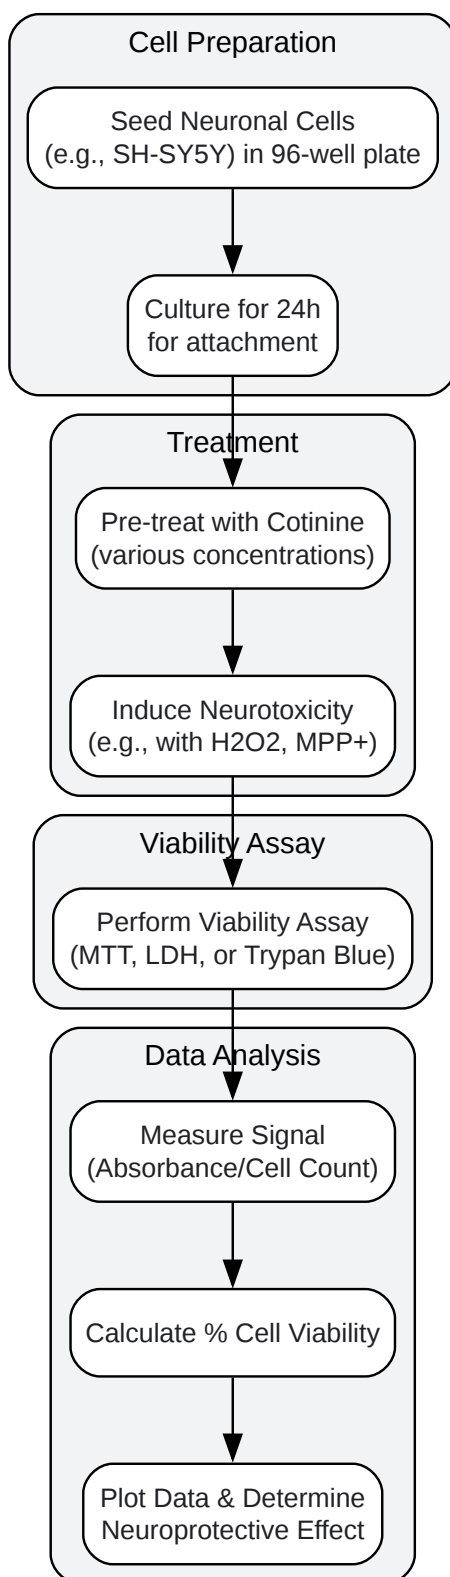 Cell Preparation
Seed Neuronal Cells
(e.g., SH-SY5Y) in 96-well plate
Culture for 24h
for attachment
Treatment
Pre-treat with Cotinine
(various concentrations)
Induce Neurotoxicity
(e.g., with H2O2, MPP+)
Viability Assay
Perform Viability Assay
(MTT, LDH, or Trypan Blue)
Data Analysis
Measure Signal
(Absorbance/Cell Count)
Calculate % Cell Viability
Plot Data & Determine
Neuroprotective Effect